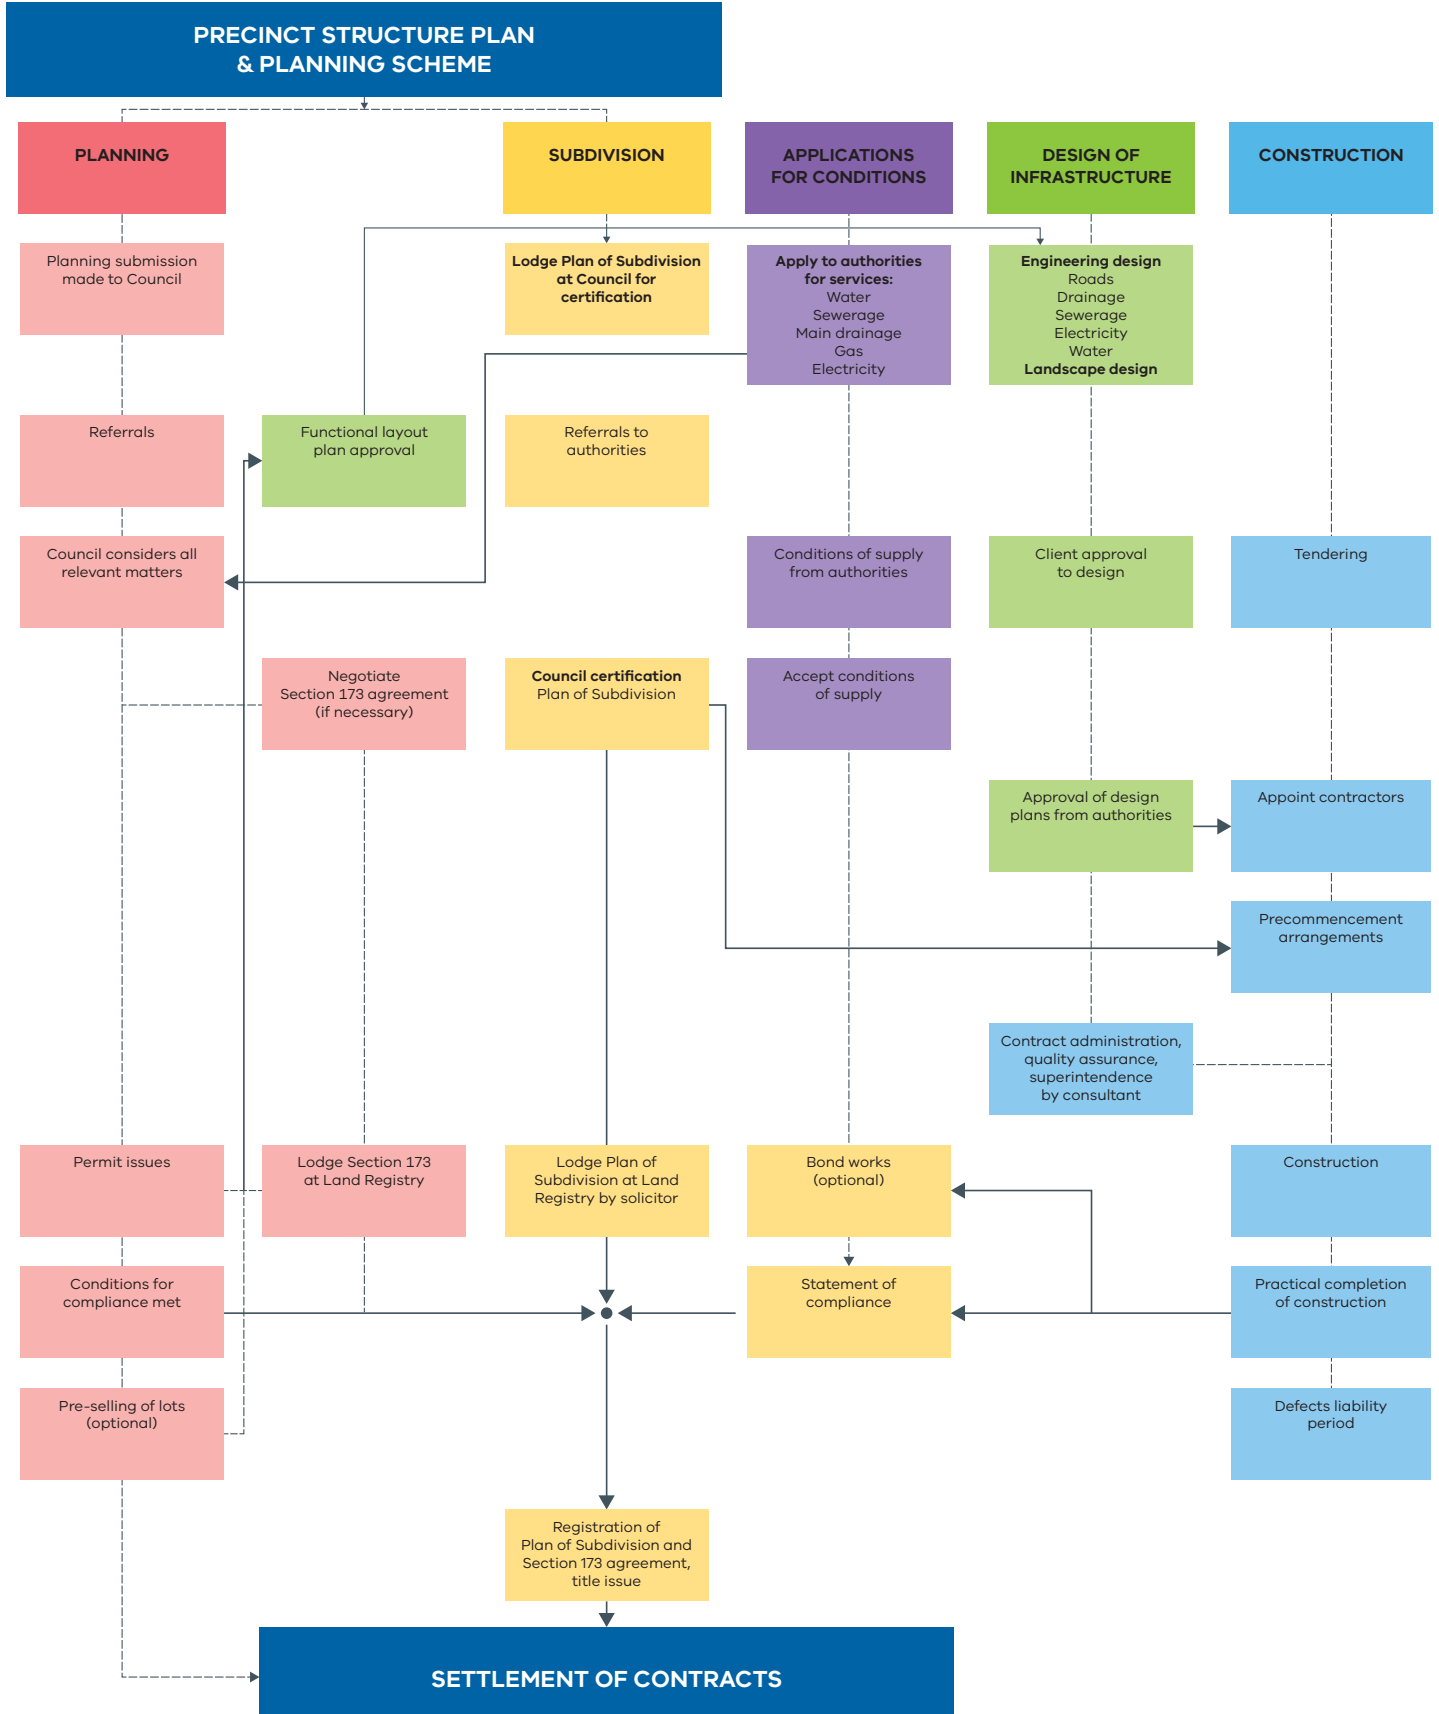 PRECINCT STRUCTURE PLAN
& PLANNING SCHEME
PLANNING
SUBDIVISION
APPLICATIONS
FOR CONDITIONS
DESIGN OF
INFRASTRUCTURE
CONSTRUCTION
Planning submission
made to Council
Lodge Plan of Subdivision
at Council for
certification
Apply to authorities
for services:
Water
Sewerage
Main drainage
Gas
Electricity
Engineering design
Roads
Drainage
Sewerage
Electricity
Water
Landscape design
Referrals
Functional layout
plan approval
Referrals to
authorities
Council considers all
relevant matters
Conditions of supply
from authorities
Client approval
to design
Tendering
Negotiate
Section 173 agreement
(if necessary)
Council certification
Plan of Subdivision
Accept conditions
of supply
Approval of design
plans from authorities
Appoint contractors
Precommencement
arrangements
Contract administration,
quality assurance,
superintendence
by consultant
Permit issues
Lodge Section 173
at Land Registry
Lodge Plan of
Subdivision at Land
Registry by solicitor
Bond works
(optional)
Construction
Conditions for
compliance met
Statement of
compliance
Practical completion
of construction
Pre-selling of lots
(optional)
Defects liability
period
Registration of
Plan of Subdivision and
Section 173 agreement,
title issue
SETTLEMENT OF CONTRACTS